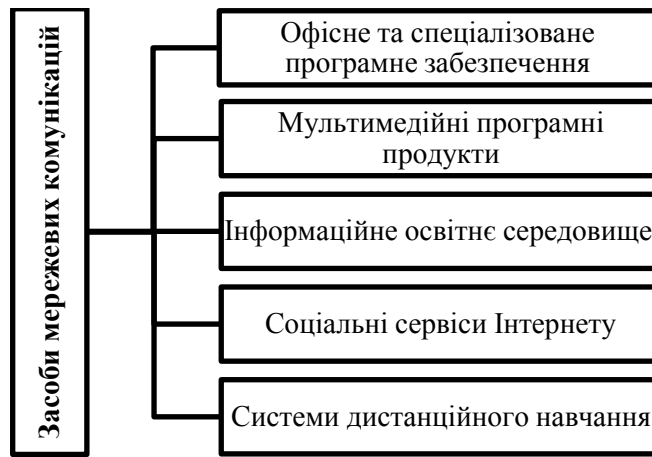 Засоби мережевих комунікацій
Офісне та спеціалізоване
програмне забезпечення
Мультимедійні програмні
продукти
Інформаційне освітнє середовище
Соціальні сервіси Інтернету
Системи дистанційного навчання